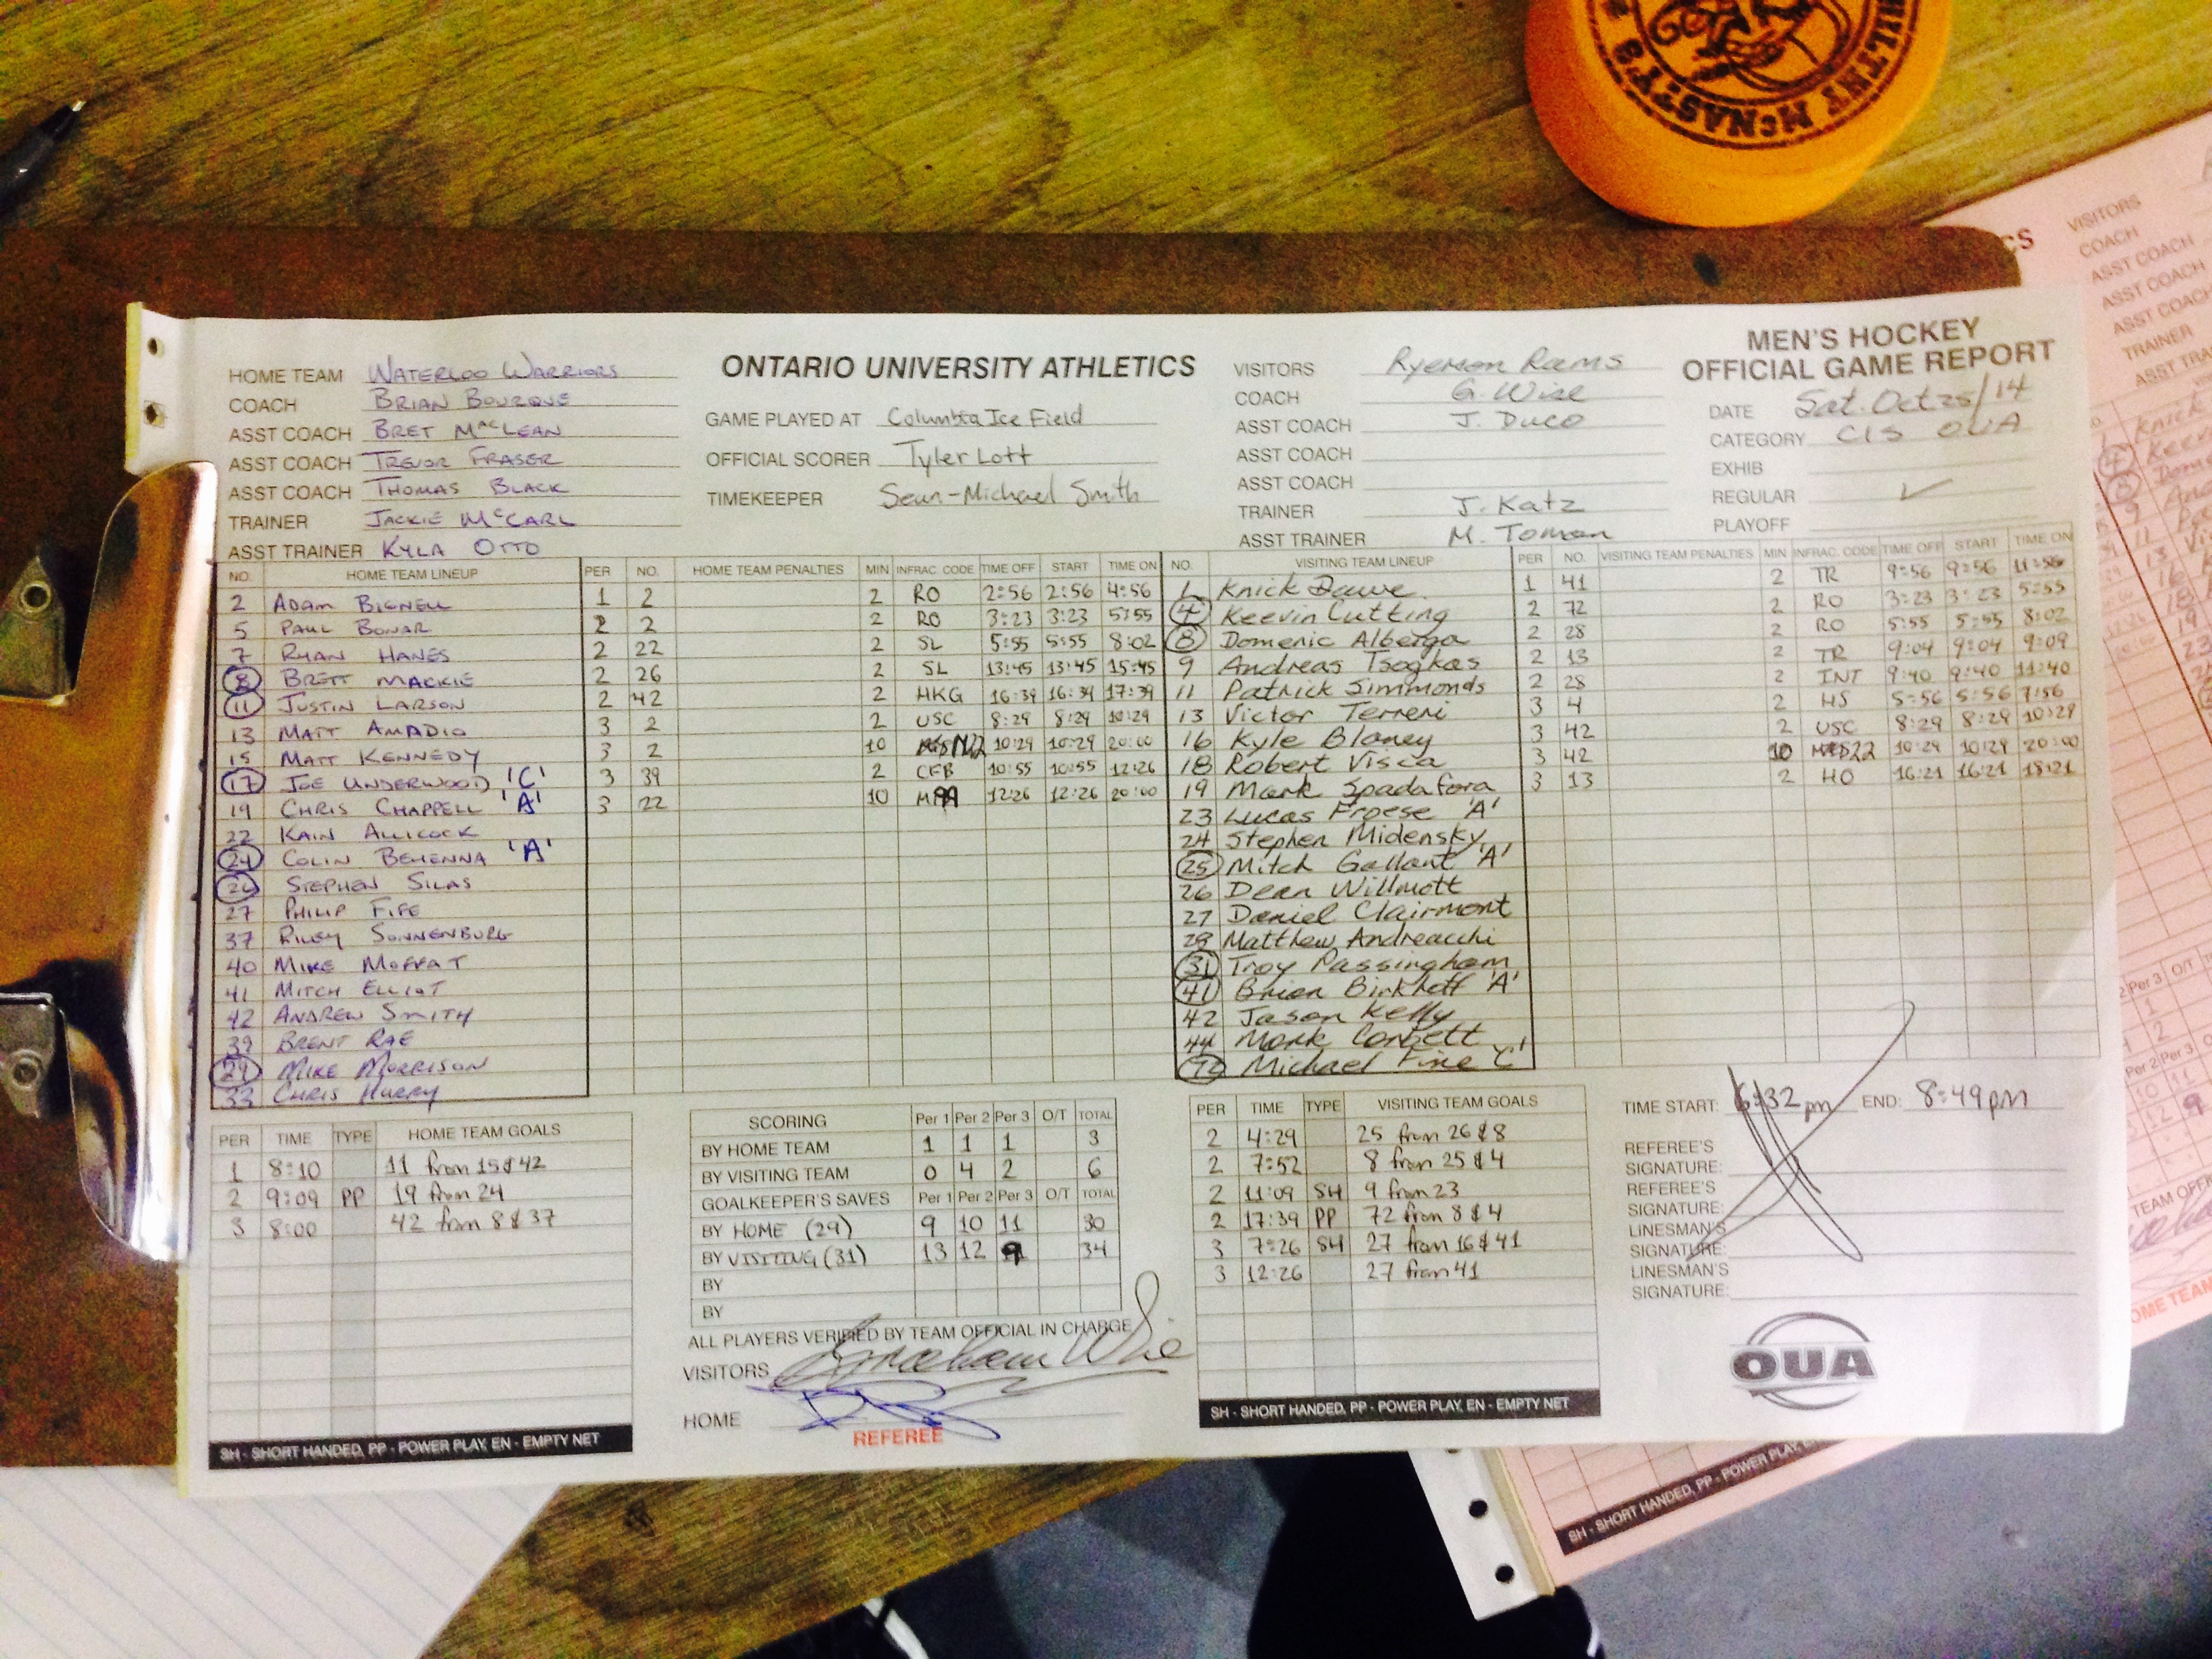 McNASTY'S
ONTARIO UNIVERSITY ATHLETICS
MEN'S HOCKEY
OFFICIAL GAME REPORT
HOME TEAM WATERLOO WARRIORS
COACH BRIAN BOURQUE
ASST COACH BRET MacLEAN
ASST COACH TREVOR FRASER
ASST COACH THOMAS BLACK
TRAINER JACKIE McCARL
ASST TRAINER KYLA OTTO
GAME PLAYED AT Columbia Ice Field
OFFICIAL SCORER Tyler Lott
TIMEKEEPER Sean-Michael Smith
VISITORS Ryerson Rams
COACH G. Wise
ASST COACH J. Duco
ASST COACH
ASST COACH
TRAINER J. Katz
ASST TRAINER M. Toman
DATE Sat. Oct 25/14
CATEGORY CIS OUA
EXHIB
REGULAR ✓
PLAYOFF
NO. HOME TEAM LINEUP
2 ADAM BIGNELL
5 PAUL BONAR
7 RYAN HANES
8 BRETT MACKIE
11 JUSTIN LARSON
13 MATT AMADIO
15 MATT KENNEDY
17 JOE UNDERWOOD 'C'
19 CHRIS CHAPPELL 'A'
22 KAIN ALLICOCK
24 COLIN BEHENNA 'A'
26 STEPHEN SILAS
27 PHILIP FIFE
37 RILEY SONNENBURG
40 MIKE MOFFAT
41 MITCH ELLIOT
42 ANDREW SMITH
39 BRENT RAE
29 MIKE MORRISON
33 CHRIS HURRY
PER NO. HOME TEAM PENALTIES MIN INFRAC. CODE TIME OFF START TIME ON
1 2 2 RO 2:56 2:56 4:56
2 2 2 RO 3:23 3:23 5:55
2 22 2 SL 5:55 5:55 8:02
2 26 2 SL 13:45 13:45 15:45
2 42 2 HKG 16:39 16:39 17:39
3 2 2 USC 8:29 8:29 10:29
3 2 10 10:29 10:29 20:00
3 39 2 CFB 10:55 10:55 12:26
3 22 10 12:26 12:26 20:00
NO. VISITING TEAM LINEUP
1 Knick Dawe
4 Keevin Cutting
8 Domenic Alberga
9 Andreas Tsogkas
11 Patrick Simmonds
13 Victor Terreri
16 Kyle Blaney
18 Robert Visca
19 Mark Spadafora
23 Lucas Froese 'A'
24 Stephen Midensky
25 Mitch Gallant 'A'
26 Dean Willmott
27 Daniel Clairmont
28 Matthew Andreacchi
31 Troy Passingham
41 Brian Birkhoff 'A'
42 Jason Kelly
44 Mark Corbett
72 Michael Fine 'C'
PER NO. VISITING TEAM PENALTIES MIN INFRAC. CODE TIME OFF START TIME ON
1 41 2 TR 9:56 9:56 11:56
2 72 2 RO 3:23 3:23 5:55
2 28 2 RO 5:55 5:55 8:02
2 13 2 TR 9:04 9:04 9:09
2 28 2 INT 9:40 9:40 11:40
3 4 2 HS 5:56 5:56 7:56
3 42 2 USC 8:29 8:29 10:29
3 42 10 10:29 10:29 20:00
3 13 2 HO 16:21 16:21 18:21
PER TIME TYPE HOME TEAM GOALS
1 8:10 11 from 15 & 42
2 9:09 PP 19 from 24
3 8:00 42 from 8 & 37
SH - SHORT HANDED, PP - POWER PLAY, EN - EMPTY NET
SCORING Per 1 Per 2 Per 3 O/T TOTAL
BY HOME TEAM 1 1 1 3
BY VISITING TEAM 0 4 2 6
GOALKEEPER'S SAVES Per 1 Per 2 Per 3 O/T TOTAL
BY HOME (29) 9 10 11 30
BY VISITING (31) 13 12 9 34
BY
BY
ALL PLAYERS VERIFIED BY TEAM OFFICIAL IN CHARGE
VISITORS Graham Wise
HOME
REFEREE
PER TIME TYPE VISITING TEAM GOALS
2 4:29 25 from 26 & 8
2 7:52 8 from 25 & 4
2 11:09 SH 9 from 23
2 17:39 PP 72 from 8 & 4
3 7:26 SH 27 from 16 & 41
3 12:26 27 from 41
SH - SHORT HANDED, PP - POWER PLAY, EN - EMPTY NET
TIME START: 6:32 pm END: 8:49 pm
REFEREE'S
SIGNATURE:
REFEREE'S
SIGNATURE:
LINESMAN'S
SIGNATURE:
LINESMAN'S
SIGNATURE:
OUA
VISITORS
COACH
ASST COACH
ASST COACH
ASST COACH
TRAINER
SH - SHORT HANDED, PP - POWER PLAY,